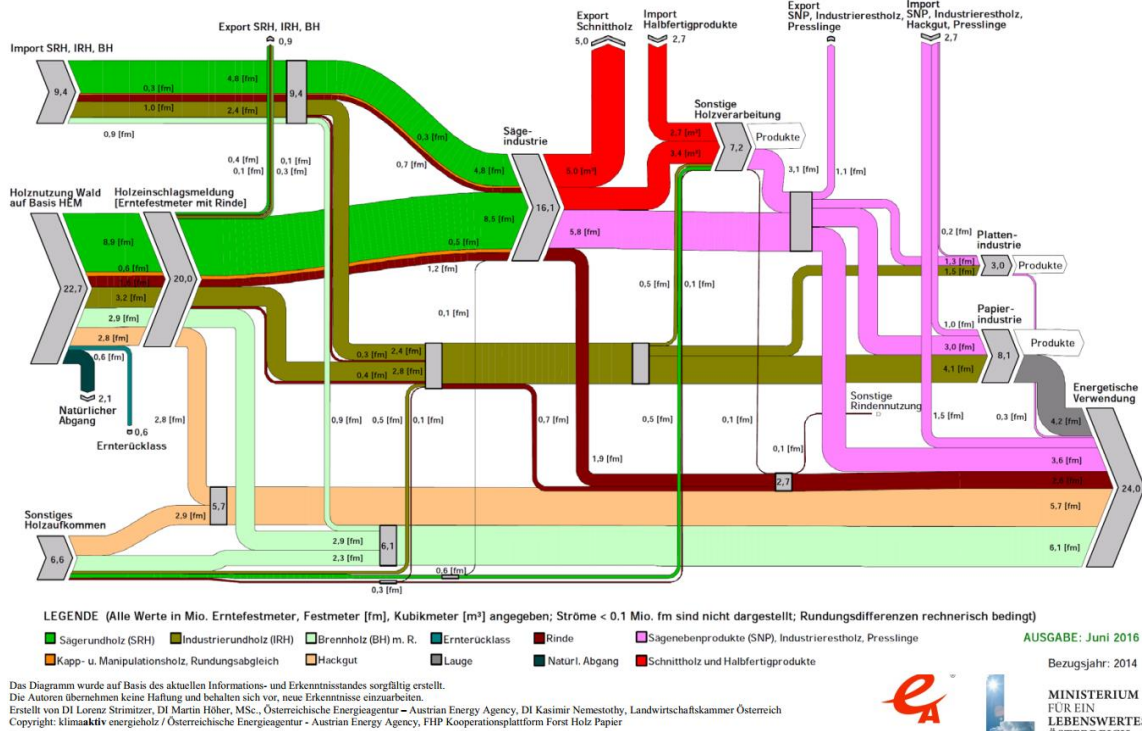 Export SRH, IRH, BH
0,9
Import SRH, IRH, BH
9,4
4,8 [fm]
0,3 [fm]
1,0 [fm]
2,4 [fm]
0,9 [fm]
9,4
0,4 [fm]
0,1 [fm]
0,1 [fm]
0,3 [fm]
0,3 [fm]
0,7 [fm]
4,8 [fm]
Export
Schnittholz
5,0
Import
Halbfertigprodukte
2,7
Export
SNP, Industrierestholz,
Presslinge
Import
SNP, Industrierestholz,
Hackgut, Presslinge
2,7
Säge-
industrie
16,1
5,0 [m³]
2,7 [m³]
3,4 [m³]
Sonstige
Holzverarbeitung
7,2
Produkte
3,1 [fm]
1,1 [fm]
Holznutzung Wald
auf Basis HEM
22,7
8,9 [fm]
0,6 [fm]
3,2 [fm]
2,9 [fm]
2,8 [fm]
0,6 [fm]
Holzeinschlagsmeldung
[Erntefestmeter mit Rinde]
20,0
8,5 [fm]
0,5 [fm]
1,2 [fm]
0,1 [fm]
5,8 [fm]
0,5 [fm]
0,1 [fm]
0,2 [fm]
Platten-
industrie
1,3 [fm]
1,5 [fm]
3,0
Produkte
Papier-
industrie
1,0 [fm]
3,0 [fm]
4,1 [fm]
8,1
Produkte
2,1
Natürlicher
Abgang
0,6
Ernterücklass
2,8 [fm]
0,3 [fm]
2,4 [fm]
0,4 [fm]
2,8 [fm]
0,9 [fm]
0,5 [fm]
0,1 [fm]
0,7 [fm]
1,9 [fm]
0,5 [fm]
0,1 [fm]
0,1 [fm]
Sonstige
Rindennutzung
1,5 [fm]
0,3 [fm]
4,2 [fm]
Energetische
Verwendung
24,0
3,6 [fm]
2,7
5,7 [fm]
6,1 [fm]
Sonstiges
Holzaufkommen
6,6
2,9 [fm]
5,7
2,9 [fm]
2,3 [fm]
6,1
0,6 [fm]
0,3 [fm]
LEGENDE (Alle Werte in Mio. Erntefestmeter, Festmeter [fm], Kubikmeter [m³] angegeben; Ströme < 0.1 Mio. fm sind nicht dargestellt; Rundungsdifferenzen rechnerisch bedingt)
Sägerundholz (SRH)
Industrierundholz (IRH)
Brennholz (BH) m. R.
Ernterücklass
Rinde
Sägenebenprodukte (SNP), Industrierestholz, Presslinge
Kapp- u. Manipulationsholz, Rundungsabgleich
Hackgut
Lauge
Natürl. Abgang
Schnittholz und Halbfertigprodukte
AUSGABE: Juni 2016
Bezugsjahr: 2014
Das Diagramm wurde auf Basis des aktuellen Informations- und Erkenntnisstandes sorgfältig erstellt.
Die Autoren übernehmen keine Haftung und behalten sich vor, neue Erkenntnisse einzuarbeiten.
Erstellt von DI Lorenz Strimitzer, DI Martin Höher, MSc., Österreichische Energieagentur – Austrian Energy Agency, DI Kasimir Nemestothy, Landwirtschaftskammer Österreich
Copyright: klimaaktiv energieholz / Österreichische Energieagentur - Austrian Energy Agency, FHP Kooperationsplattform Forst Holz Papier
e A
MINISTERIUM
FÜR EIN
LEBENSWERTES